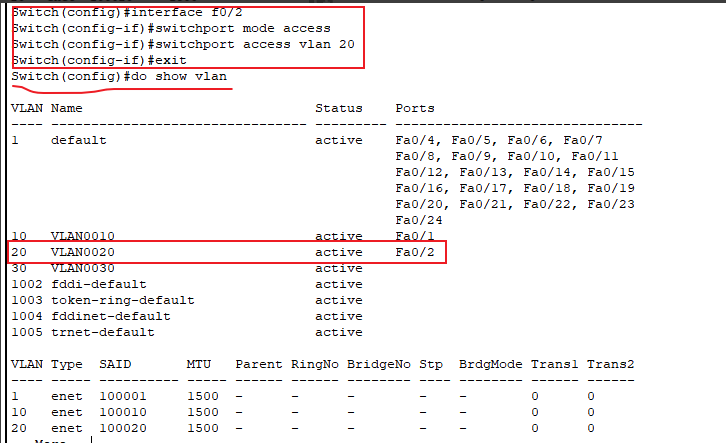 Switch(config)#interface f0/2
Switch(config-if)#switchport mode access
Switch(config-if)#switchport access vlan 20
Switch(config-if)#exit
Switch(config)#do show vlan
VLAN Name                             Status    Ports
---- -------------------------------- --------- -------------------------------
1    default                          active    Fa0/4, Fa0/5, Fa0/6, Fa0/7
                                                Fa0/8, Fa0/9, Fa0/10, Fa0/11
                                                Fa0/12, Fa0/13, Fa0/14, Fa0/15
                                                Fa0/16, Fa0/17, Fa0/18, Fa0/19
                                                Fa0/20, Fa0/21, Fa0/22, Fa0/23
                                                Fa0/24
10   VLAN0010                         active    Fa0/1
20   VLAN0020                         active    Fa0/2
30   VLAN0030                         active
1002 fddi-default                     active
1003 token-ring-default               active
1004 fddinet-default                  active
1005 trnet-default                    active
VLAN Type  SAID       MTU   Parent RingNo BridgeNo Stp  BrdgMode Trans1 Trans2
---- ----- ---------- ----- ------ ------ -------- ---- -------- ------ ------
1    enet  100001     1500  -      -      -        -    -        0      0
10   enet  100010     1500  -      -      -        -    -        0      0
20   enet  100020     1500  -      -      -        -    -        0      0